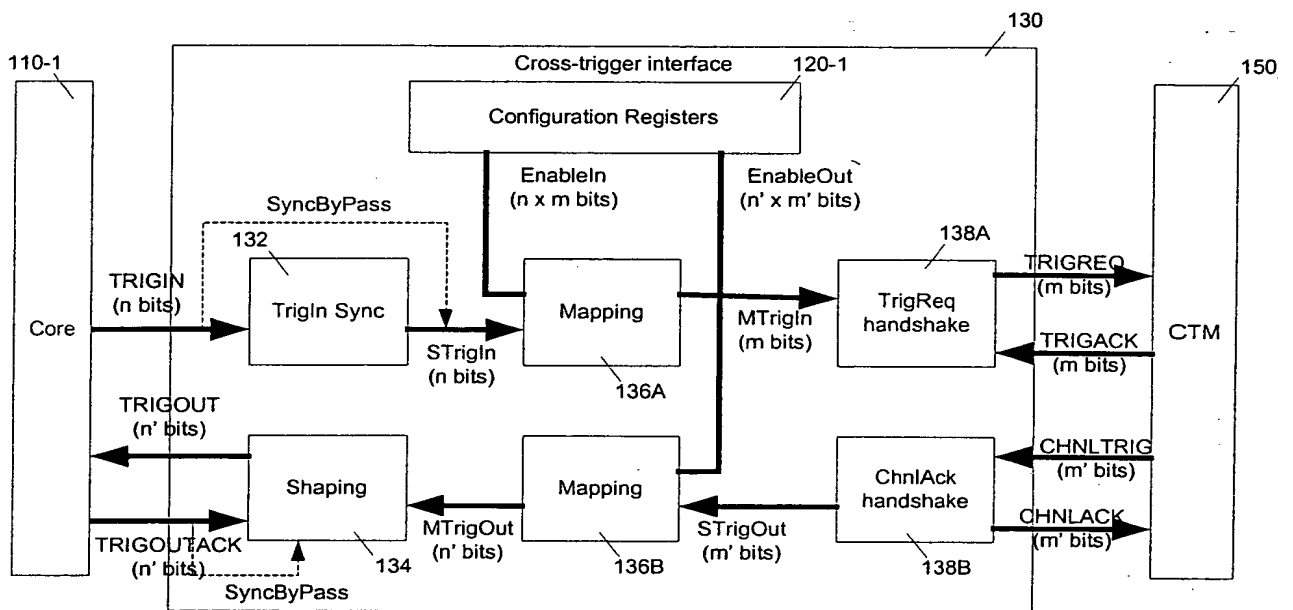 130
110-1
Cross-trigger interface
120-1
150
Configuration Registers
EnableIn
(n x m bits)
EnableOut
(n' x m' bits)
SyncByPass
132
138A
TRIGIN
(n bits)
TrigIn Sync
Mapping
TrigReq
handshake
TRIGREQ
(m bits)
Core
STrigIn
(n bits)
MTrigIn
(m bits)
TRIGACK
(m bits)
CTM
136A
TRIGOUT
(n' bits)
Shaping
Mapping
ChnlAck
handshake
CHNLTRIG
(m' bits)
MTrigOut
(n' bits)
STrigOut
(m' bits)
CHNLACK
(m' bits)
TRIGOUTACK
(n' bits)
134
136B
138B
SyncByPass